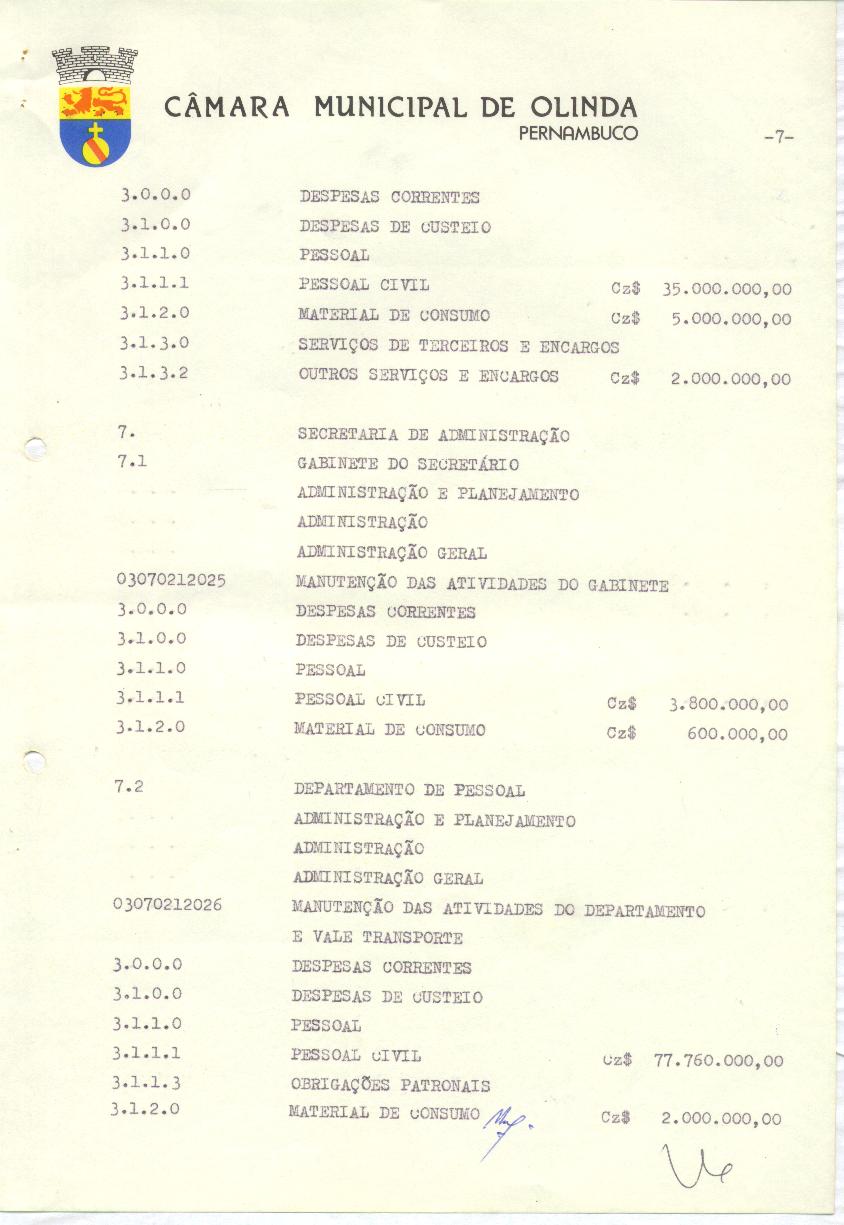 CÂMARA MUNICIPAL DE OLINDA
PERNAMBUCO
-7-
3.0.0.0 DESPESAS CORRENTES
3.1.0.0 DESPESAS DE CUSTEIO
3.1.1.0 PESSOAL
3.1.1.1 PESSOAL CIVIL Cz$ 35.000.000,00
3.1.2.0 MATERIAL DE CONSUMO Cz$ 5.000.000,00
3.1.3.0 SERVIÇOS DE TERCEIROS E ENCARGOS
3.1.3.2 OUTROS SERVIÇOS E ENCARGOS Cz$ 2.000.000,00
7. SECRETARIA DE ADMINISTRAÇÃO
7.1 GABINETE DO SECRETÁRIO
ADMINISTRAÇÃO E PLANEJAMENTO
ADMINISTRAÇÃO
ADMINISTRAÇÃO GERAL
03070212025 MANUTENÇÃO DAS ATIVIDADES DO GABINETE
3.0.0.0 DESPESAS CORRENTES
3.1.0.0 DESPESAS DE CUSTEIO
3.1.1.0 PESSOAL
3.1.1.1 PESSOAL CIVIL Cz$ 3.800.000,00
3.1.2.0 MATERIAL DE CONSUMO Cz$ 600.000,00
7.2 DEPARTAMENTO DE PESSOAL
ADMINISTRAÇÃO E PLANEJAMENTO
ADMINISTRAÇÃO
ADMINISTRAÇÃO GERAL
03070212026 MANUTENÇÃO DAS ATIVIDADES DO DEPARTAMENTO
E VALE TRANSPORTE
3.0.0.0 DESPESAS CORRENTES
3.1.0.0 DESPESAS DE CUSTEIO
3.1.1.0 PESSOAL
3.1.1.1 PESSOAL CIVIL Cz$ 77.760.000,00
3.1.1.3 OBRIGAÇÕES PATRONAIS
3.1.2.0 MATERIAL DE CONSUMO Cz$ 2.000.000,00